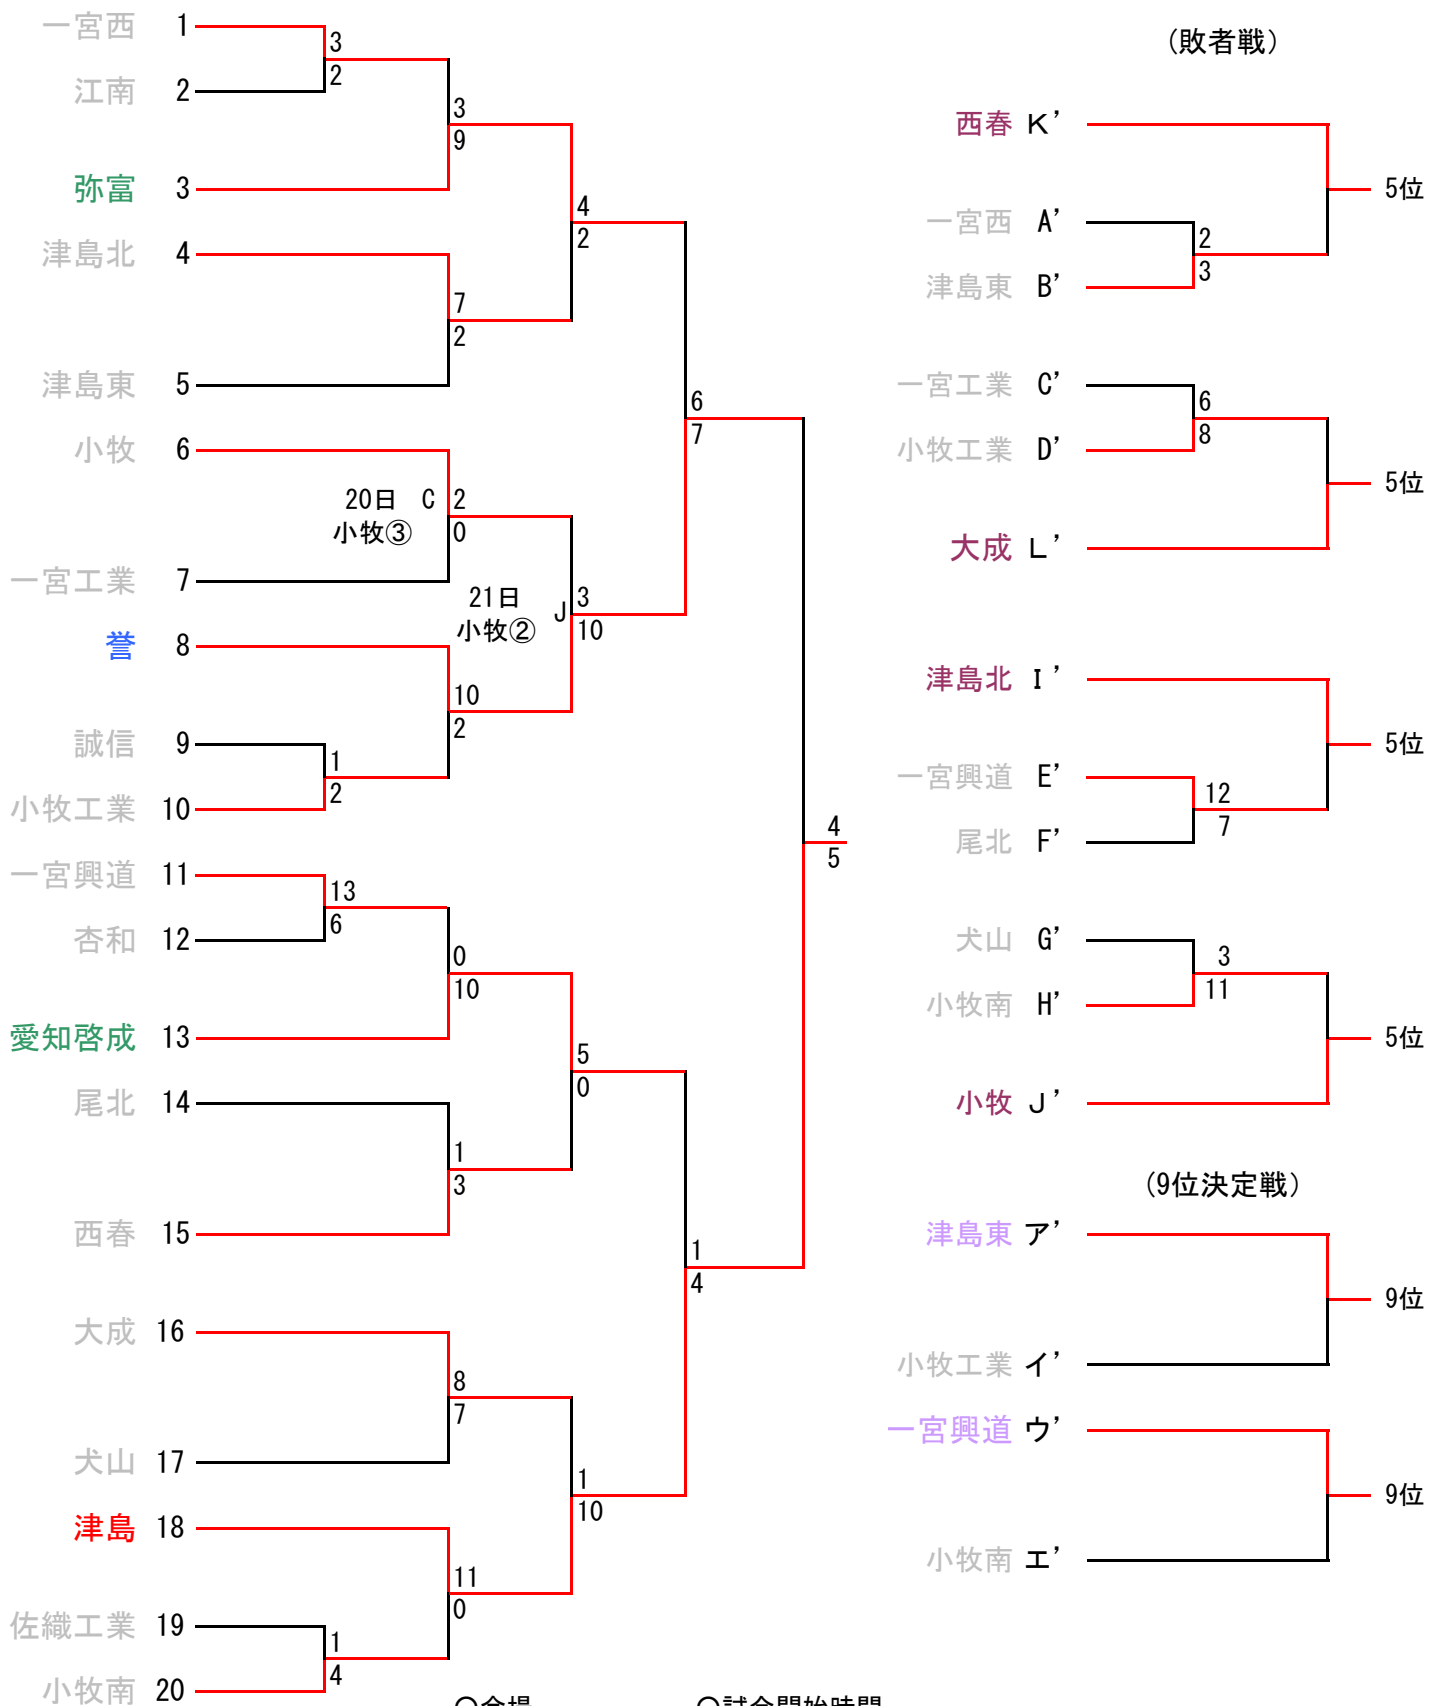 一宮西 1
3
2
江南 2
3
9
弥富 3
4
2
津島北 4
7
2
津島東 5
6
7
小牧 6
20日 C
小牧③
2
0
一宮工業 7
21日
小牧②
J
3
10
誉 8
10
2
誠信 9
1
2
小牧工業 10
4
5
一宮興道 11
13
6
杏和 12
0
10
愛知啓成 13
5
0
尾北 14
1
3
西春 15
1
4
大成 16
8
7
犬山 17
1
10
津島 18
11
0
佐織工業 19
1
4
小牧南 20
(敗者戦)
西春 K’
5位
一宮西 A’
2
3
津島東 B’
一宮工業 C’
6
8
小牧工業 D’
5位
大成 L’
津島北 I’
5位
一宮興道 E’
12
7
尾北 F’
犬山 G’
3
11
小牧南 H’
5位
小牧 J’
(9位決定戦)
津島東 ア’
9位
小牧工業 イ’
一宮興道 ウ’
9位
小牧南 エ’
○会場 ○試合開始時間